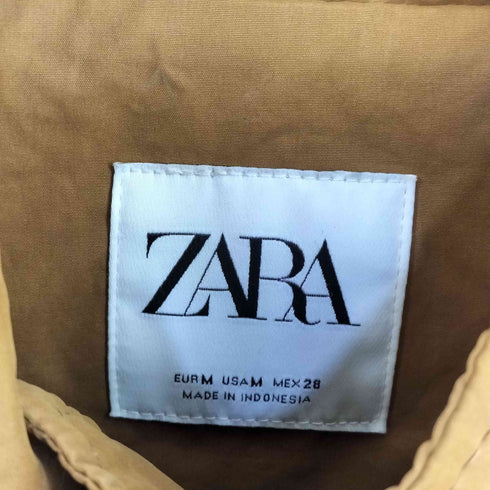 ZARA
EUR M USA M MEX 28
MADE IN INDONESIA